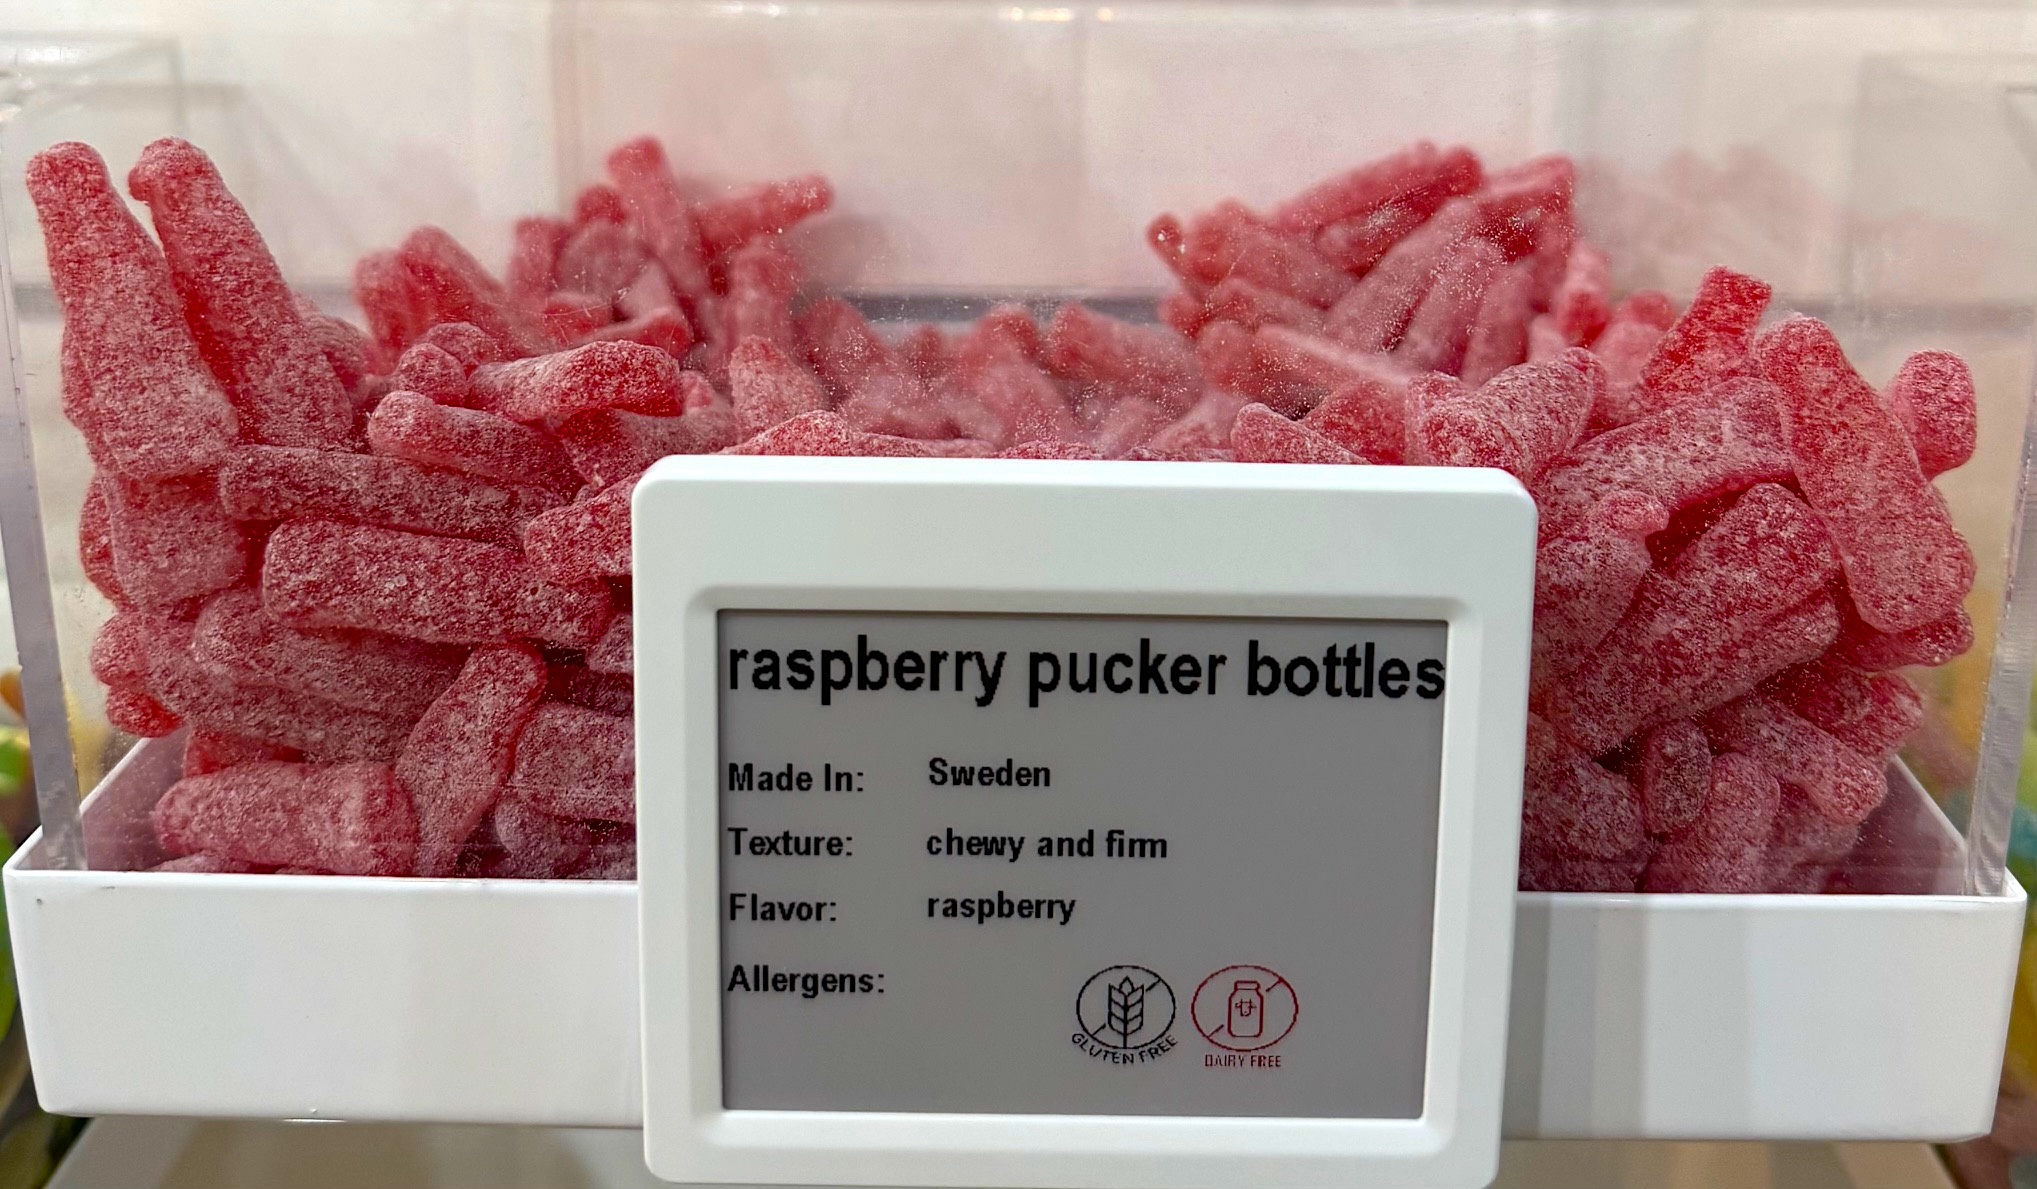 raspberry pucker bottles
Made In: Sweden
Texture: chewy and firm
Flavor: raspberry
Allergens:
GLUTEN FREE DAIRY FREE